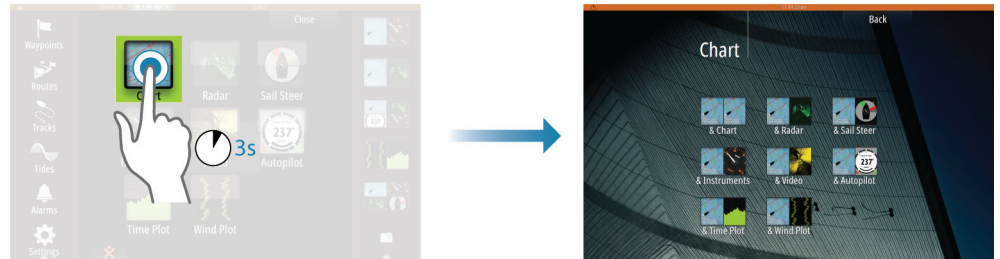 Close
Waypoints
Routes
Tracks
Tides
Alarms
Settings
Chart
Radar
Sail Steer
237°
Autopilot
Time Plot
Wind Plot
3s
Back
Chart
& Chart
& Radar
& Sail Steer
& Instruments
& Video
237°
& Autopilot
& Time Plot
& Wind Plot